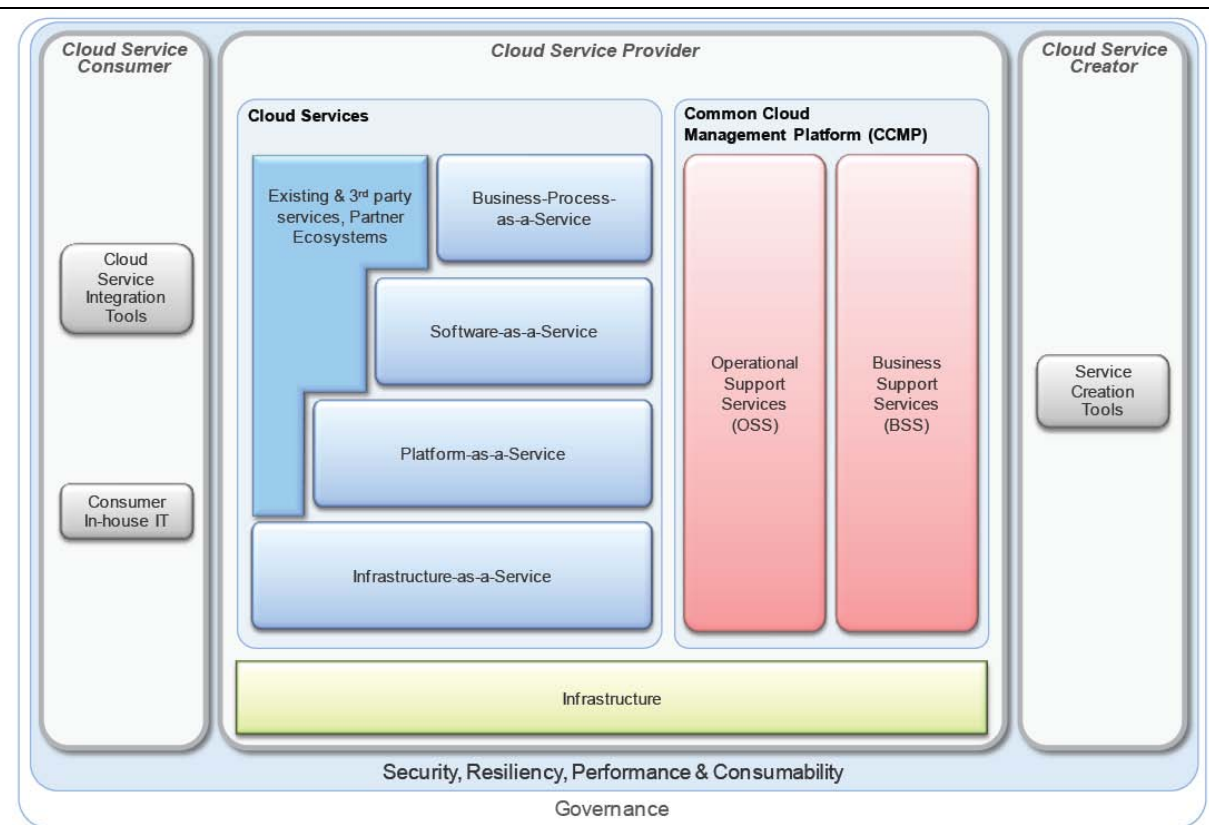 Cloud Service
Consumer
Cloud Service Provider
Cloud Service
Creator
Cloud Services
Common Cloud
Management Platform (CCMP)
Existing & 3rd party
services, Partner
Ecosystems
Business-Process-
as-a-Service
Cloud
Service
Integration
Tools
Software-as-a-Service
Operational
Support
Services
(OSS)
Business
Support
Services
(BSS)
Service
Creation
Tools
Platform-as-a-Service
Consumer
In-house IT
Infrastructure-as-a-Service
Infrastructure
Security, Resiliency, Performance & Consumability
Governance